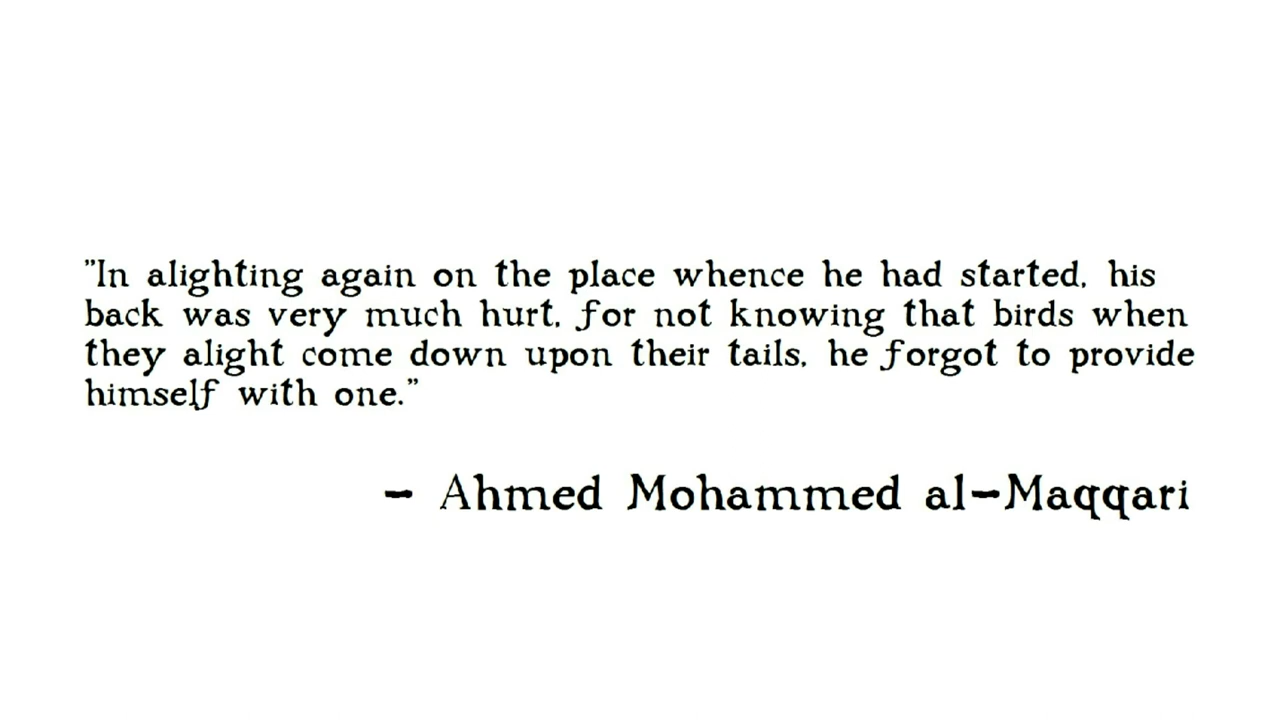 "In alighting again on the place whence he had started, his
back was very much hurt, for not knowing that birds when
they alight come down upon their tails, he forgot to provide
himself with one."
- Ahmed Mohammed al-Maqqari